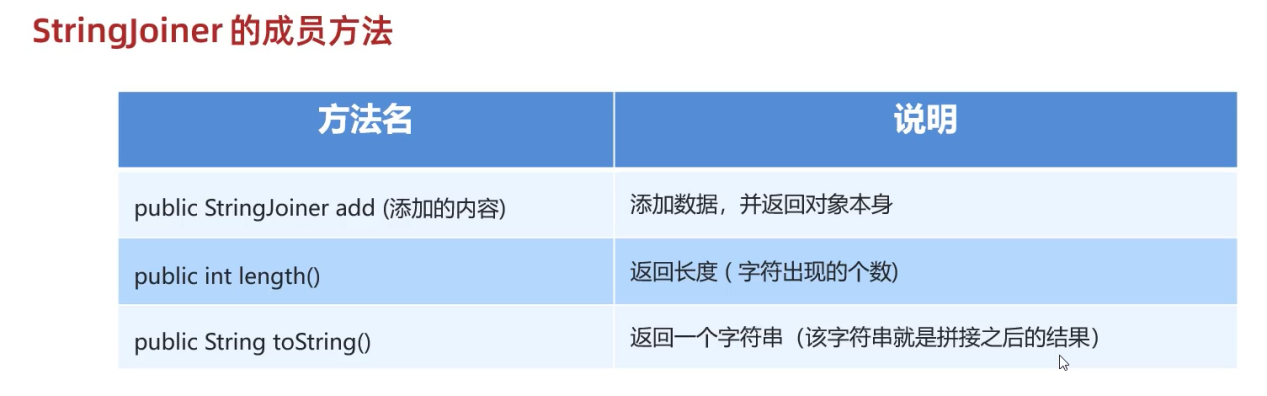 StringJoiner 的成员方法
方法名 说明
public StringJoiner add (添加的内容) 添加数据，并返回对象本身
public int length() 返回长度 ( 字符出现的个数)
public String toString() 返回一个字符串（该字符串就是拼接之后的结果）